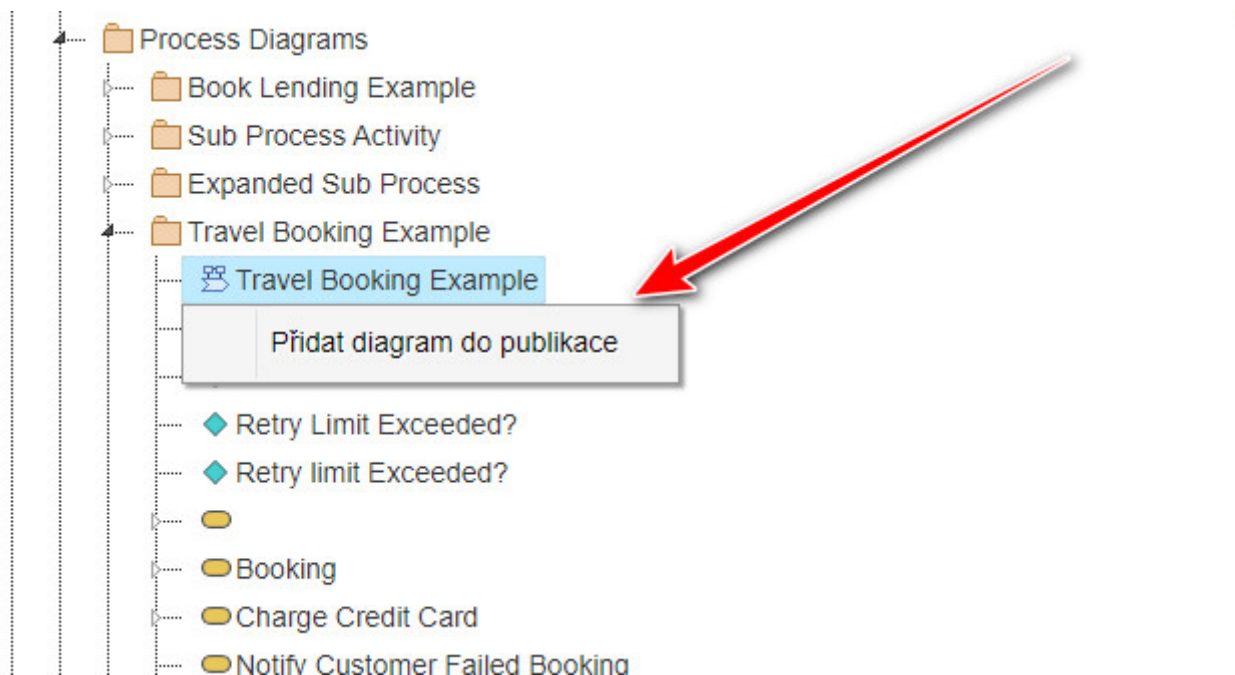 Process Diagrams
Book Lending Example
Sub Process Activity
Expanded Sub Process
Travel Booking Example
Travel Booking Example
Přidat diagram do publikace
Retry Limit Exceeded?
Retry limit Exceeded?
Booking
Charge Credit Card
Notify Customer Failed Booking